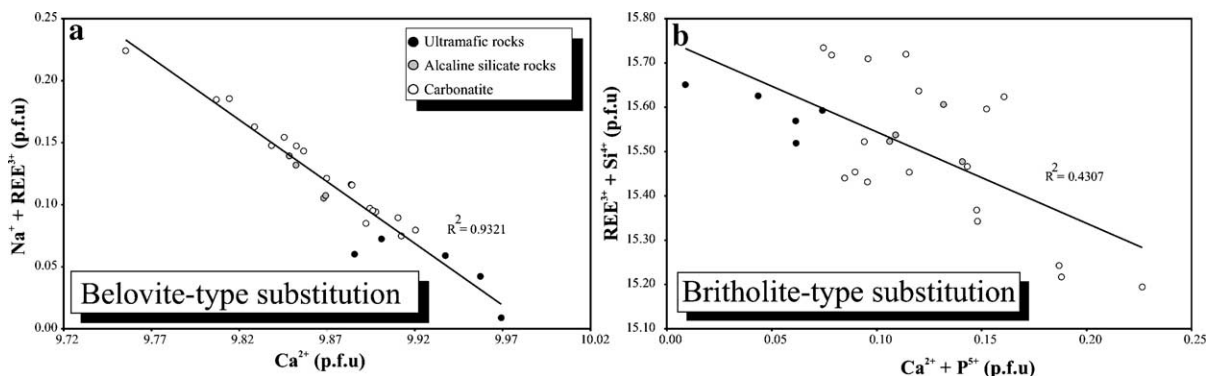 a
0.25
0.20
0.15
0.10
0.05
0.00
Na⁺ + REE³⁺ (p.f.u)
Ultramafic rocks
Alcaline silicate rocks
Carbonatite
R² = 0.9321
Belovite-type substitution
9.72 9.77 9.82 9.87 9.92 9.97 10.02
Ca²⁺ (p.f.u)
b
15.80
15.70
15.60
15.50
15.40
15.30
15.20
15.10
REE³⁺ + Si⁴⁺ (p.f.u)
R² = 0.4307
Britholite-type substitution
0.00 0.05 0.10 0.15 0.20 0.25
Ca²⁺ + P⁵⁺ (p.f.u)